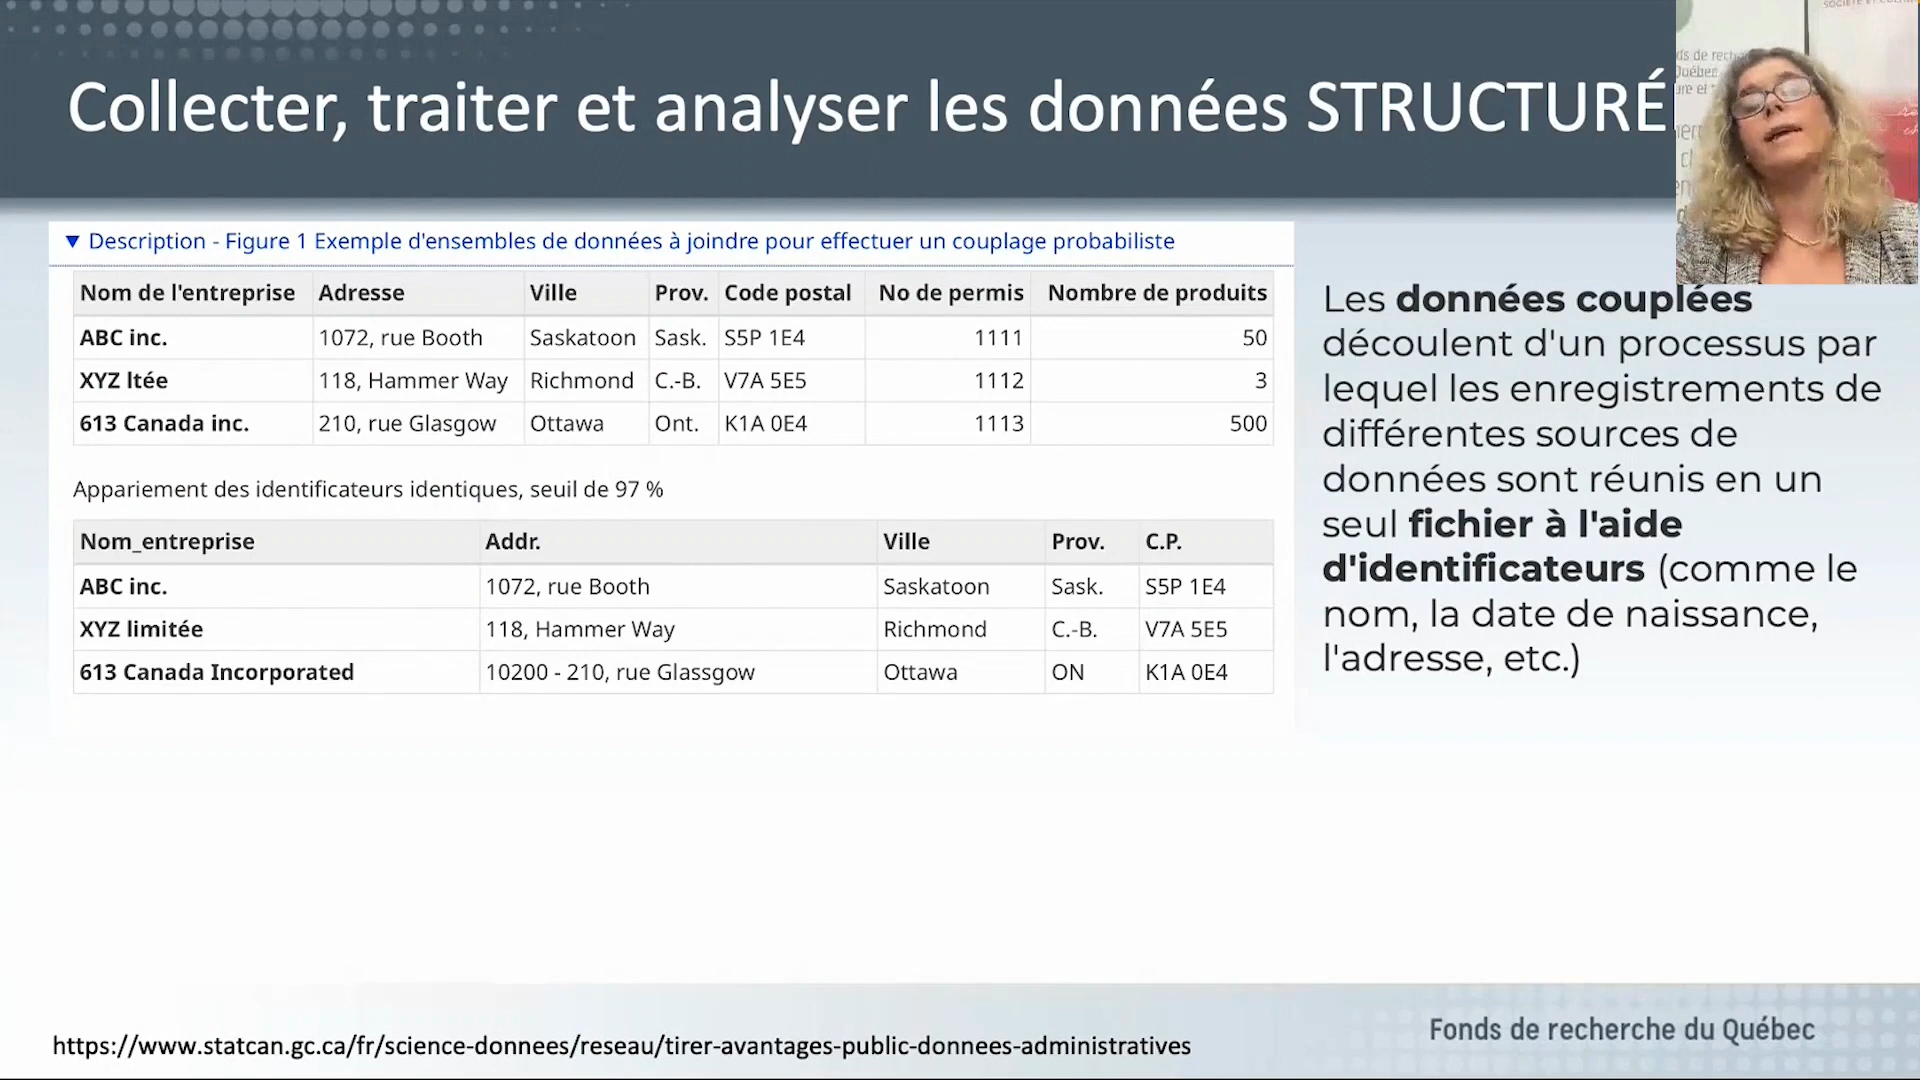 Collecter, traiter et analyser les données STRUCTURÉ
▼ Description - Figure 1 Exemple d'ensembles de données à joindre pour effectuer un couplage probabiliste
Nom de l'entreprise Adresse Ville Prov. Code postal No de permis Nombre de produits
ABC inc. 1072, rue Booth Saskatoon Sask. S5P 1E4 1111 50
XYZ ltée 118, Hammer Way Richmond C.-B. V7A 5E5 1112 3
613 Canada inc. 210, rue Glasgow Ottawa Ont. K1A 0E4 1113 500
Appariement des identificateurs identiques, seuil de 97 %
Nom_entreprise Addr. Ville Prov. C.P.
ABC inc. 1072, rue Booth Saskatoon Sask. S5P 1E4
XYZ limitée 118, Hammer Way Richmond C.-B. V7A 5E5
613 Canada Incorporated 10200 - 210, rue Glassgow Ottawa ON K1A 0E4
Les données couplées
découlent d'un processus par
lequel les enregistrements de
différentes sources de
données sont réunis en un
seul fichier à l'aide
d'identificateurs (comme le
nom, la date de naissance,
l'adresse, etc.)
https://www.statcan.gc.ca/fr/science-donnees/reseau/tirer-avantages-public-donnees-administratives
Fonds de recherche du Québec